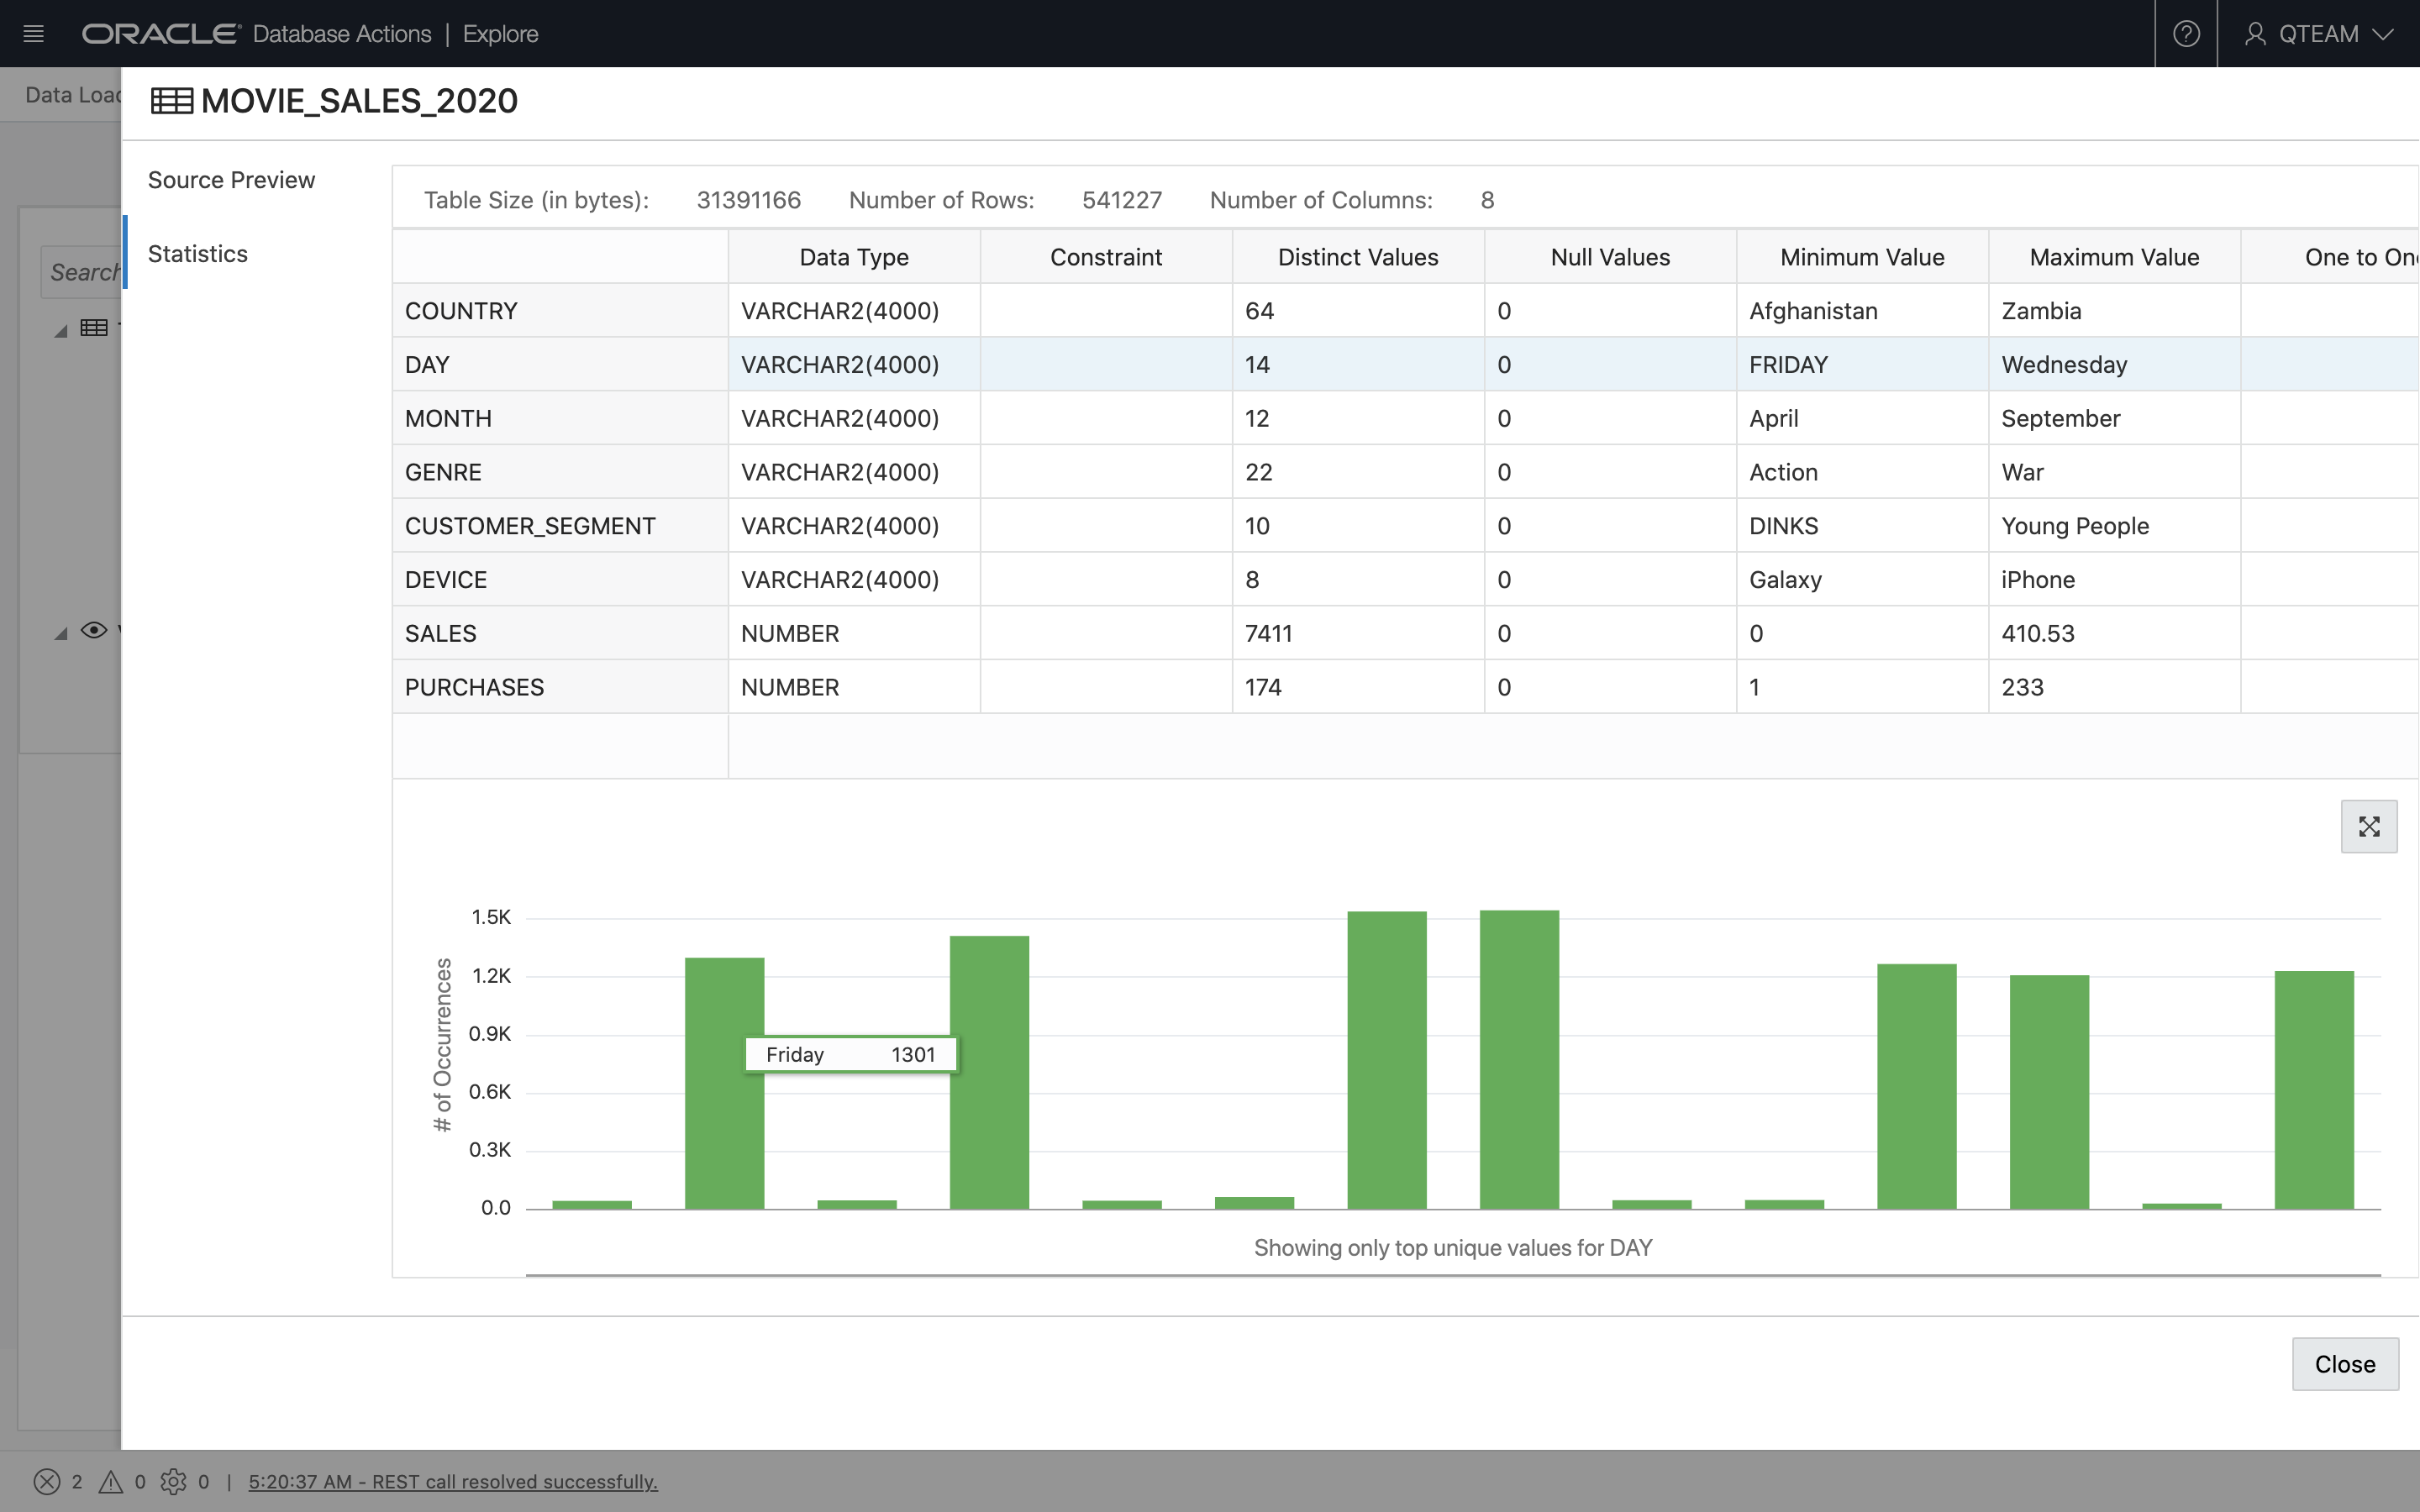 ORACLE Database Actions | Explore
QTEAM
Data Load
MOVIE_SALES_2020
Source Preview
Statistics
Search
Table Size (in bytes): 31391166 Number of Rows: 541227 Number of Columns: 8
Data Type Constraint Distinct Values Null Values Minimum Value Maximum Value One to One
COUNTRY VARCHAR2(4000) 64 0 Afghanistan Zambia
DAY VARCHAR2(4000) 14 0 FRIDAY Wednesday
MONTH VARCHAR2(4000) 12 0 April September
GENRE VARCHAR2(4000) 22 0 Action War
CUSTOMER_SEGMENT VARCHAR2(4000) 10 0 DINKS Young People
DEVICE VARCHAR2(4000) 8 0 Galaxy iPhone
SALES NUMBER 7411 0 0 410.53
PURCHASES NUMBER 174 0 1 233
# of Occurrences
1.5K
1.2K
0.9K
0.6K
0.3K
0.0
Friday 1301
Showing only top unique values for DAY
Close
2 0 0 | 5:20:37 AM - REST call resolved successfully.